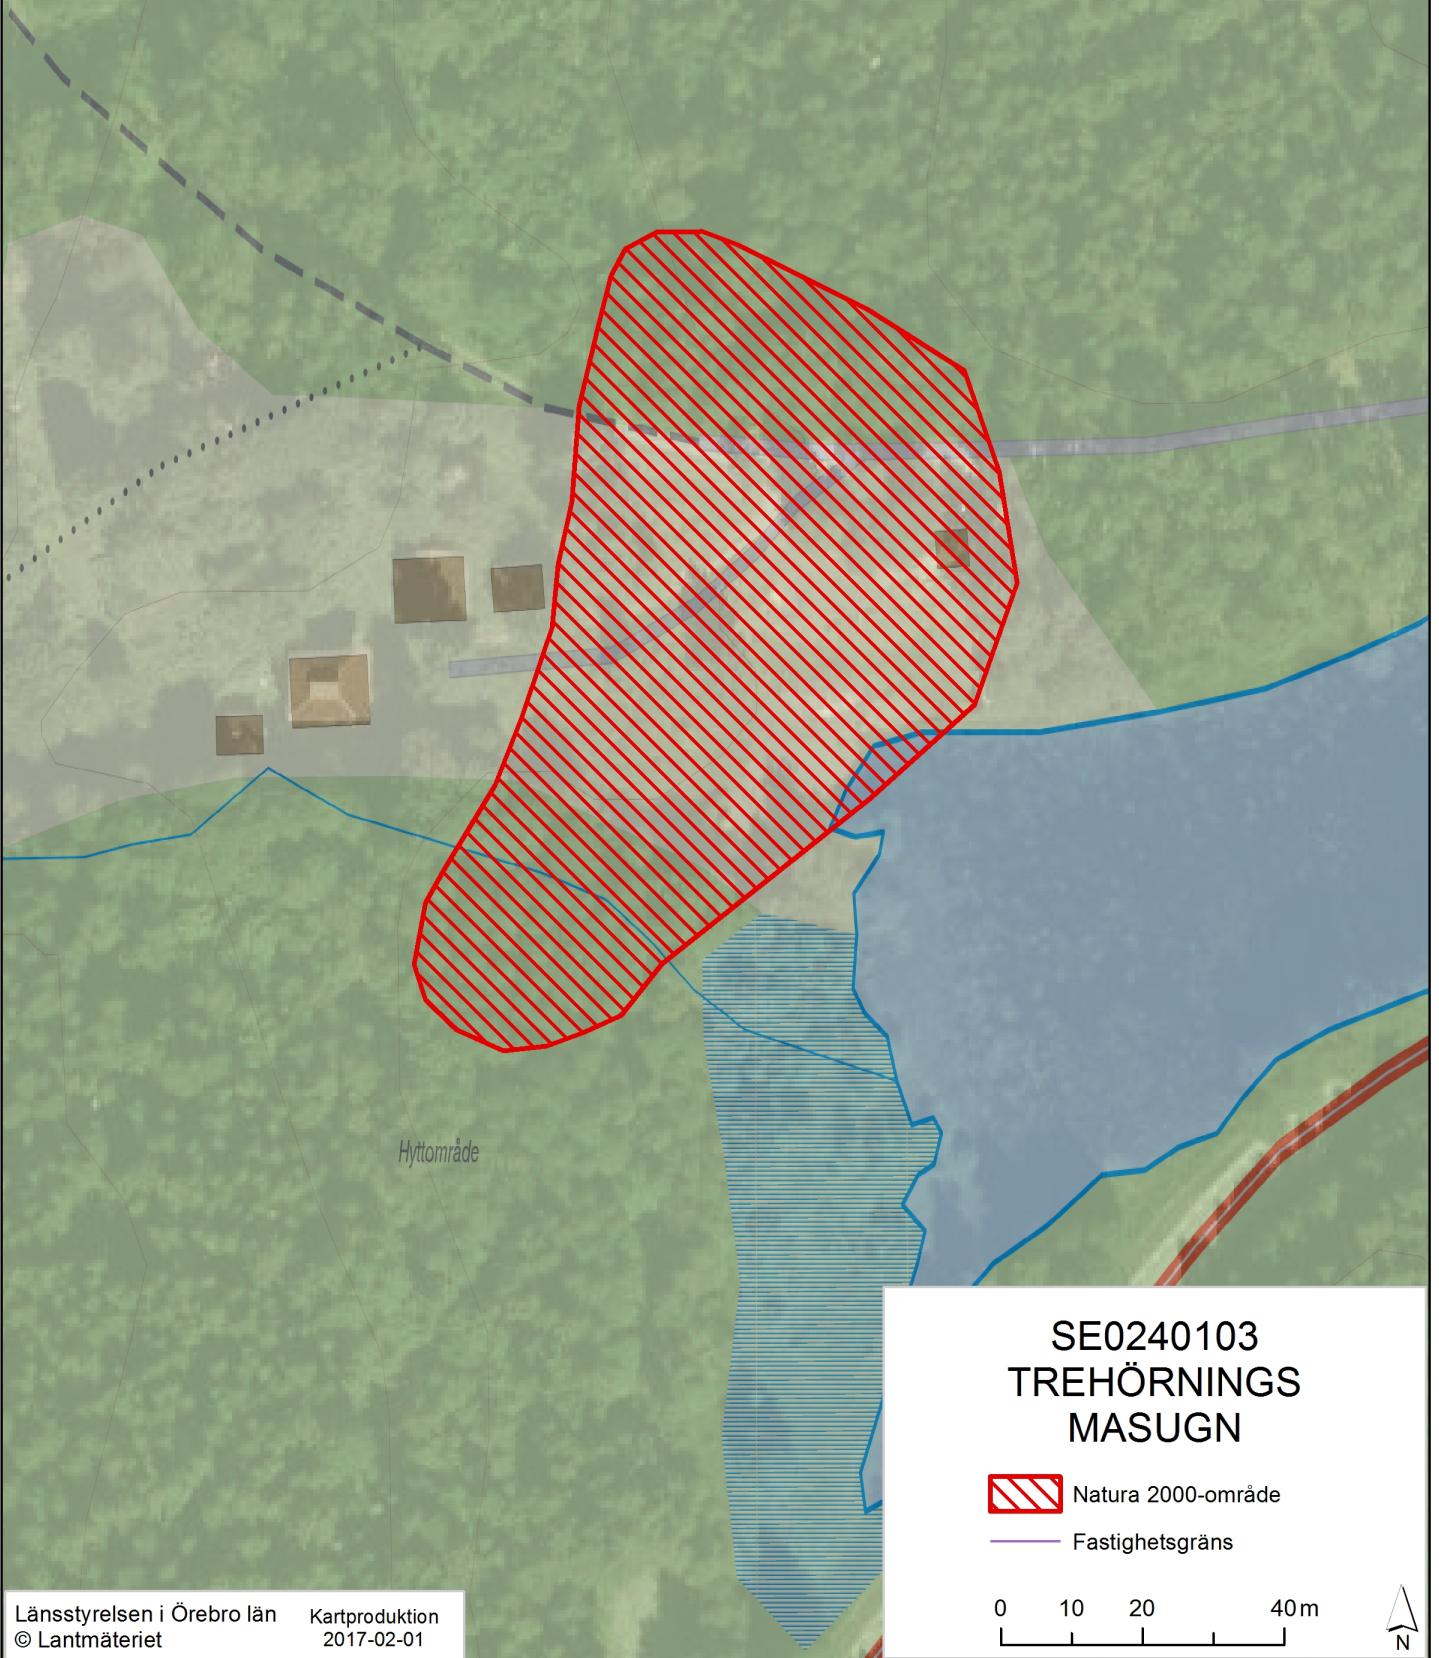 Hyttområde
SE0240103
TREHÖRNINGS
MASUGN
Natura 2000-område
Fastighetsgräns
0 10 20 40 m
N
Länsstyrelsen i Örebro län
© Lantmäteriet
Kartproduktion
2017-02-01